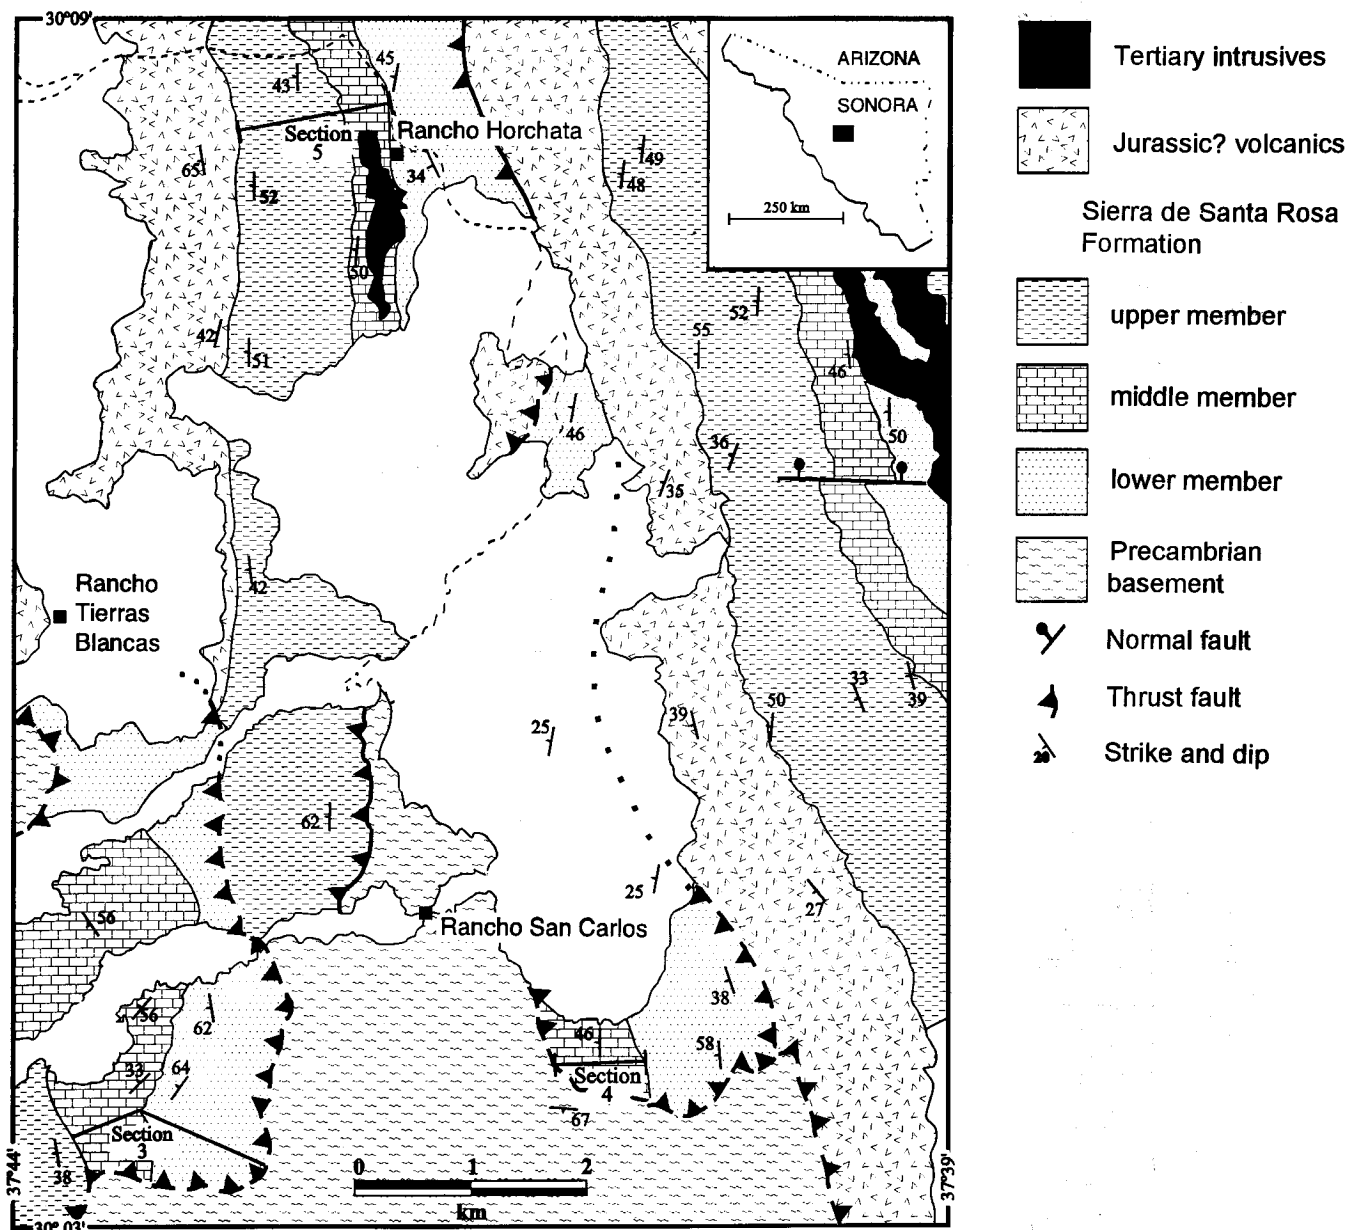 30°09'
45
43
Section
5
Rancho Horchata
65
52
34
49
48
50
42
51
ARIZONA
SONORA
250 km
52
55
46
50
36
46
35
42
Rancho
Tierras
Blancas
33
39
50
39
25
62
25
27
56
Rancho San Carlos
56
62
38
46
58
33
64
Section
4
67
Section
3
38
0 1 2
km
37°44'
30°03'
37°39'
Tertiary intrusives
Jurassic? volcanics
Sierra de Santa Rosa
Formation
upper member
middle member
lower member
Precambrian
basement
Normal fault
Thrust fault
20
Strike and dip